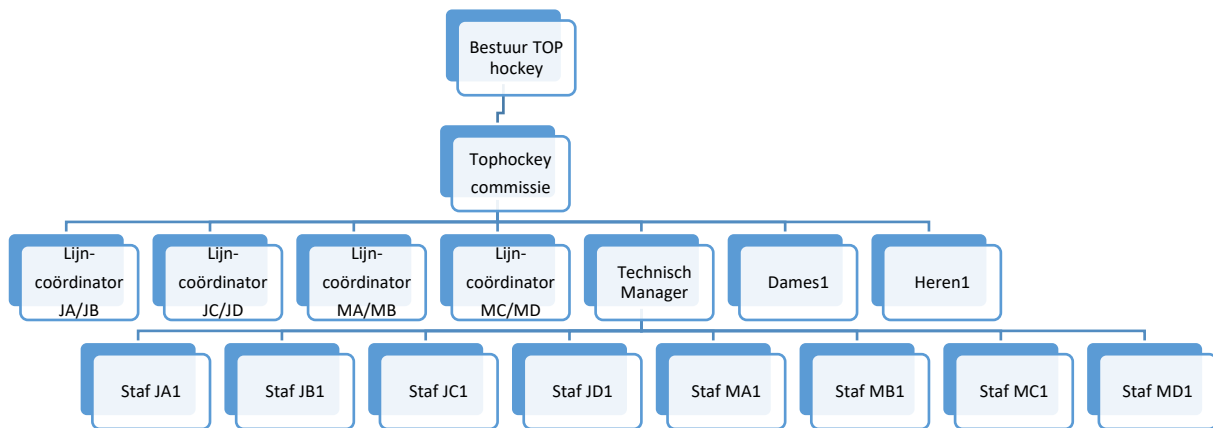 Bestuur TOP
hockey
Tophockey
commissie
Lijn-
coördinator
JA/JB
Lijn-
coördinator
JC/JD
Lijn-
coördinator
MA/MB
Lijn-
coördinator
MC/MD
Technisch
Manager
Dames1
Heren1
Staf JA1
Staf JB1
Staf JC1
Staf JD1
Staf MA1
Staf MB1
Staf MC1
Staf MD1